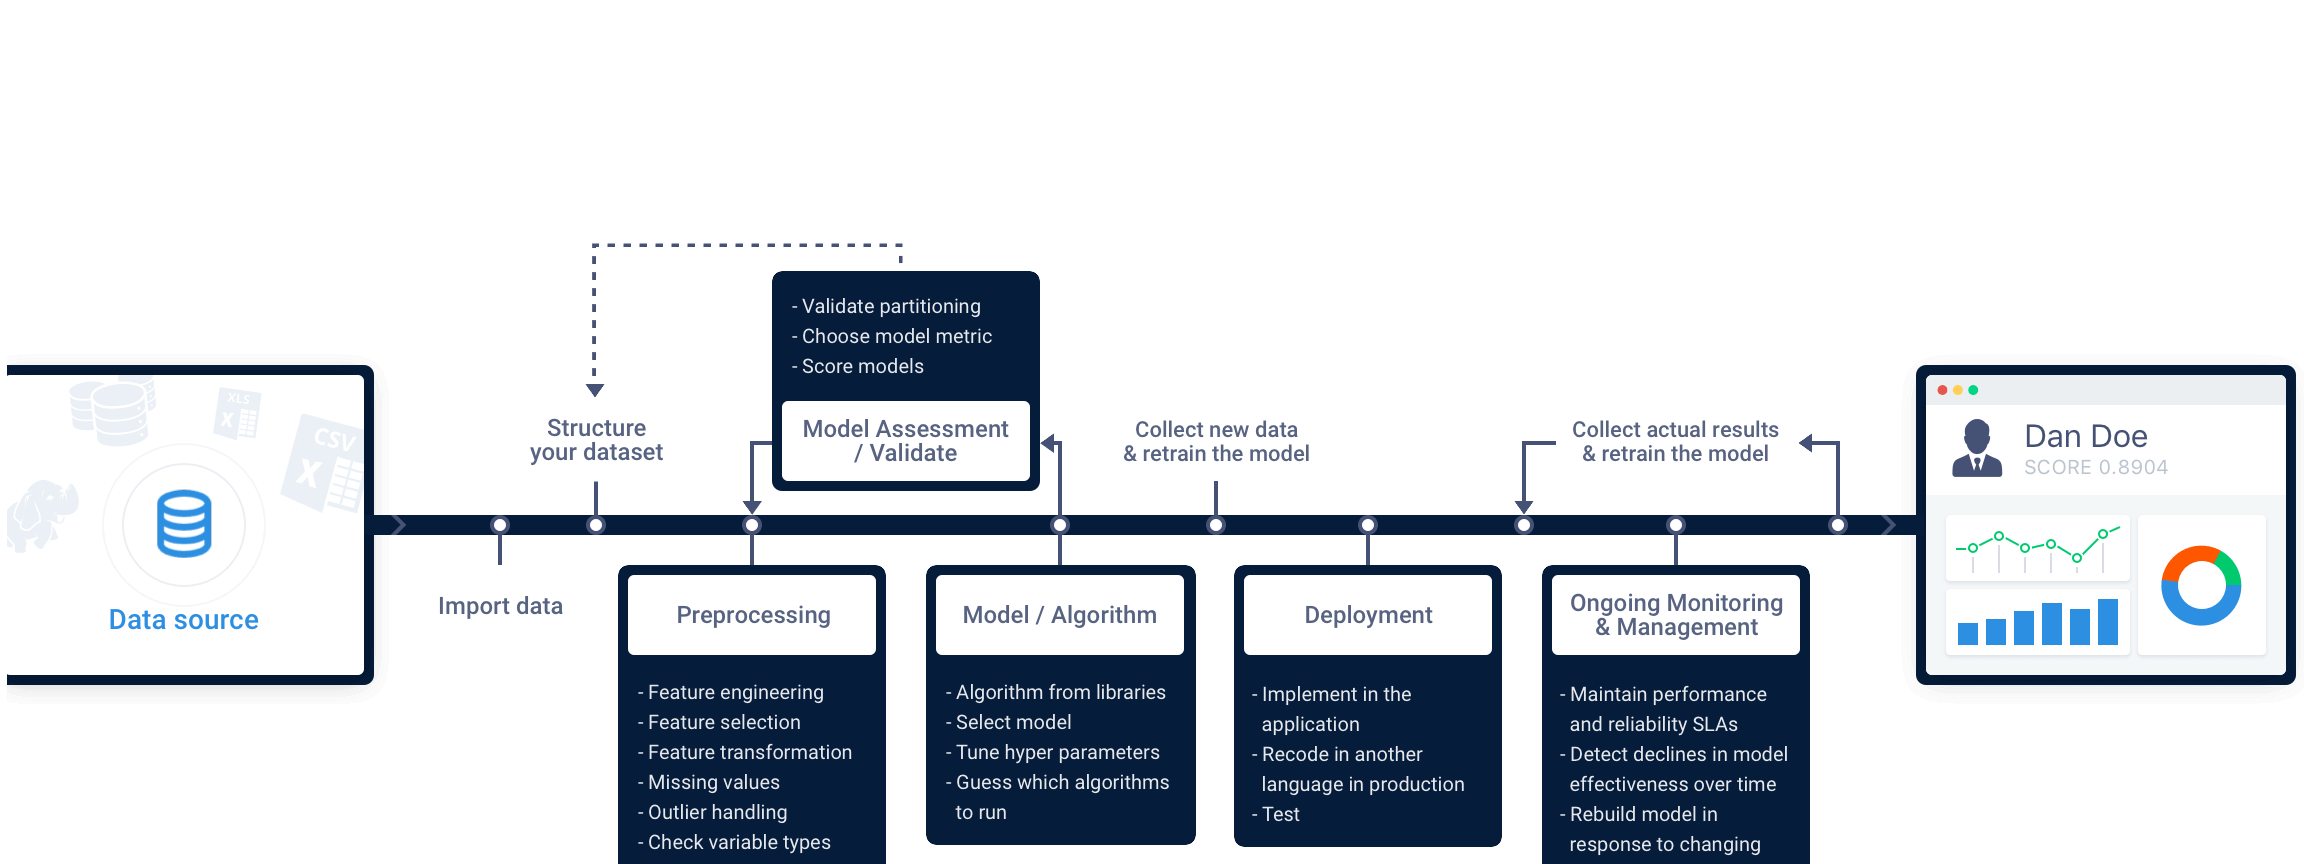 XLS
X
CSV
X
Data source
Import data
Structure
your dataset
- Validate partitioning
- Choose model metric
- Score models
Model Assessment
/ Validate
Preprocessing
- Feature engineering
- Feature selection
- Feature transformation
- Missing values
- Outlier handling
- Check variable types
Model / Algorithm
- Algorithm from libraries
- Select model
- Tune hyper parameters
- Guess which algorithms
to run
Collect new data
& retrain the model
Deployment
- Implement in the
application
- Recode in another
language in production
- Test
Collect actual results
& retrain the model
Ongoing Monitoring
& Management
- Maintain performance
and reliability SLAs
- Detect declines in model
effectiveness over time
- Rebuild model in
response to changing
Dan Doe
SCORE 0.8904